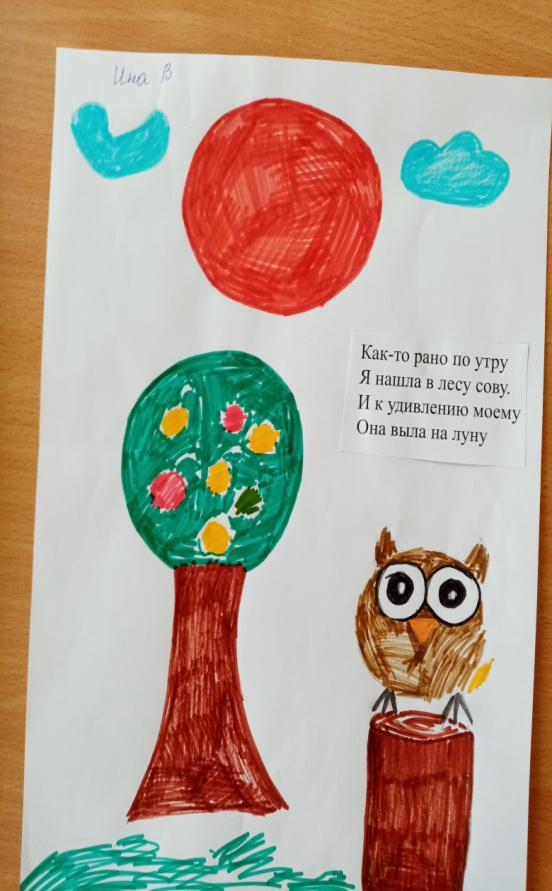 Ина В
Как-то рано по утру
Я нашла в лесу сову.
И к удивлению моему
Она выла на луну